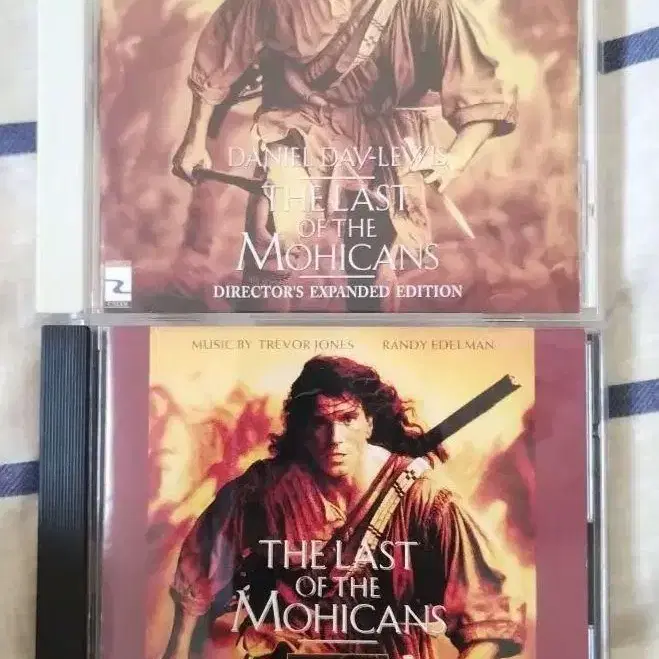 DANIEL DAY-LEWIS
THE LAST
OF THE
MOHICANS
DIRECTOR'S EXPANDED EDITION
MUSIC BY TREVOR JONES RANDY EDELMAN
THE LAST
OF THE
MOHICANS